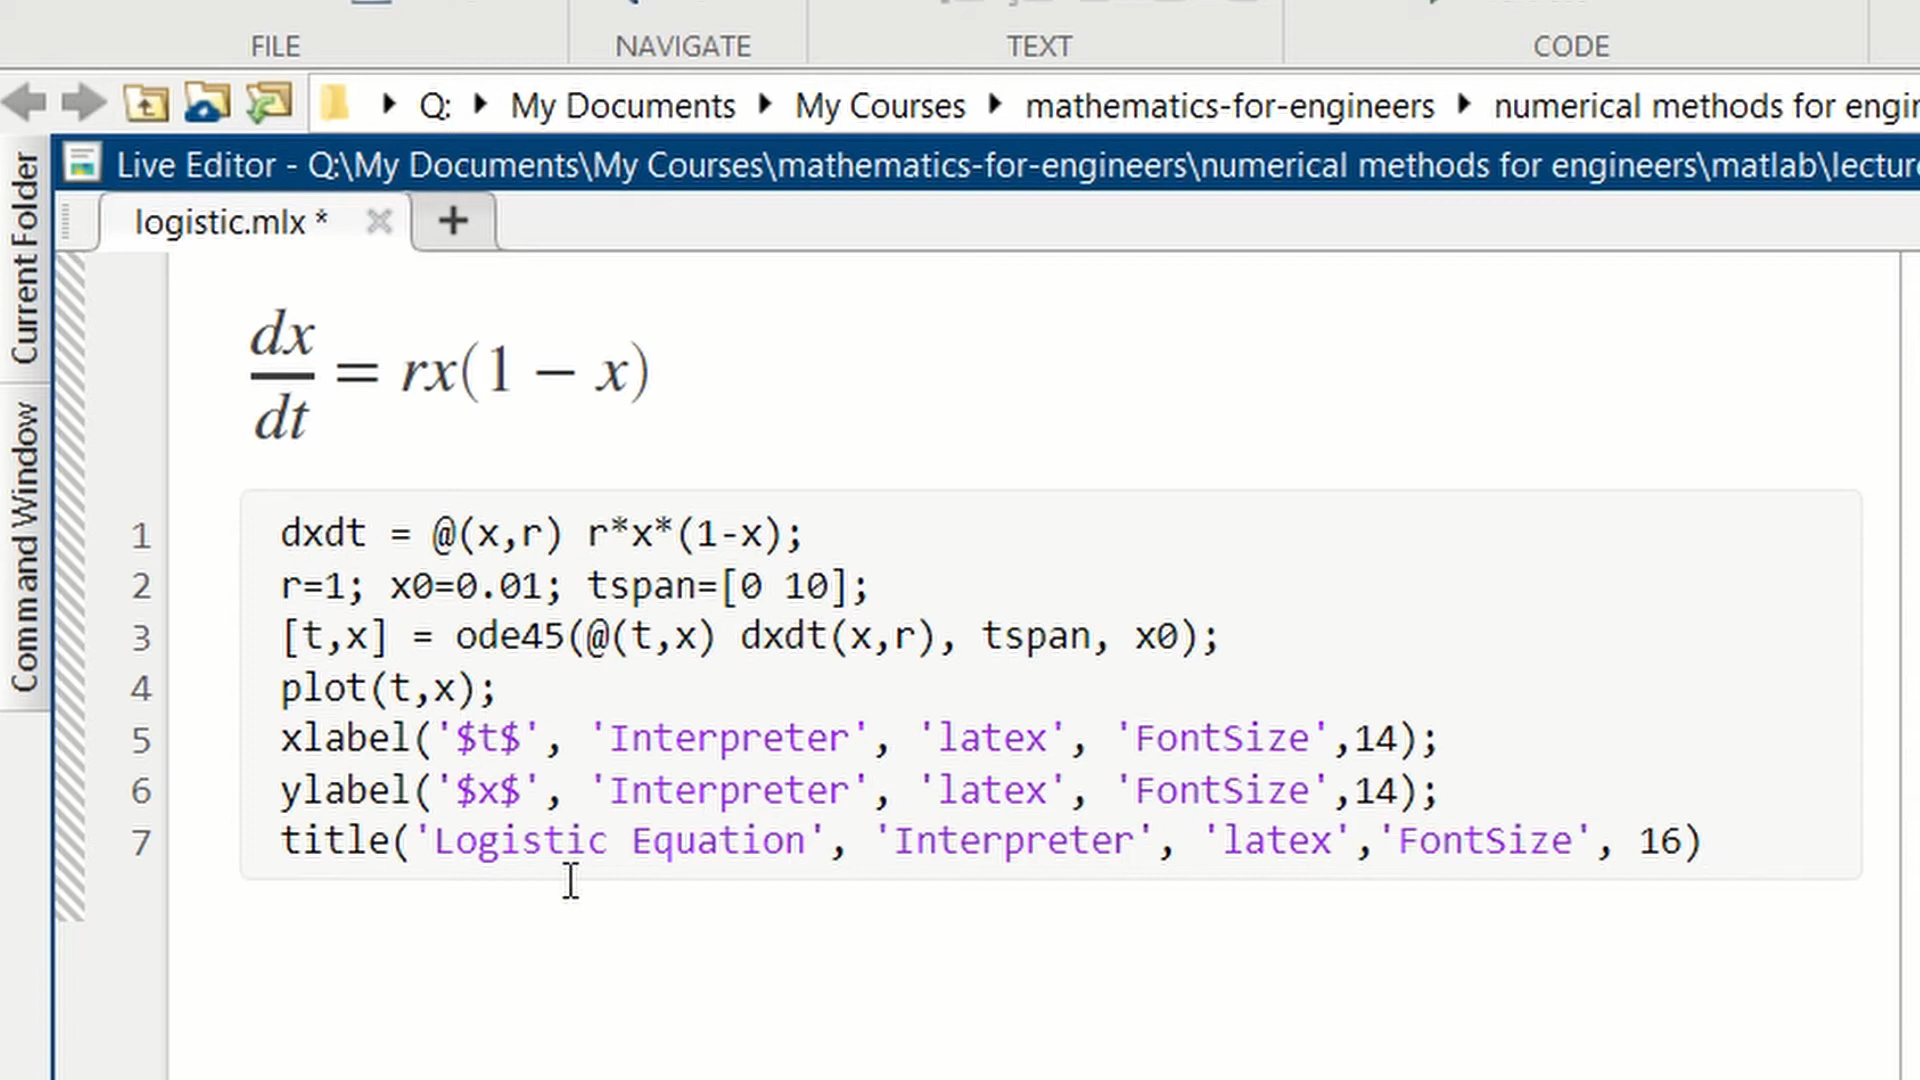 FILE NAVIGATE TEXT CODE
Q: My Documents My Courses mathematics-for-engineers numerical methods for
Live Editor - Q:\My Documents\My Courses\mathematics-for-engineers\numerical methods for engineers\matlab\lectur
logistic.mlx *
Current Folder
Command Window
dx/dt = rx(1 − x)
1 dxdt = @(x,r) r*x*(1-x);
2 r=1; x0=0.01; tspan=[0 10];
3 [t,x] = ode45(@(t,x) dxdt(x,r), tspan, x0);
4 plot(t,x);
5 xlabel('$t$', 'Interpreter', 'latex', 'FontSize',14);
6 ylabel('$x$', 'Interpreter', 'latex', 'FontSize',14);
7 title('Logistic Equation', 'Interpreter', 'latex','FontSize', 16)